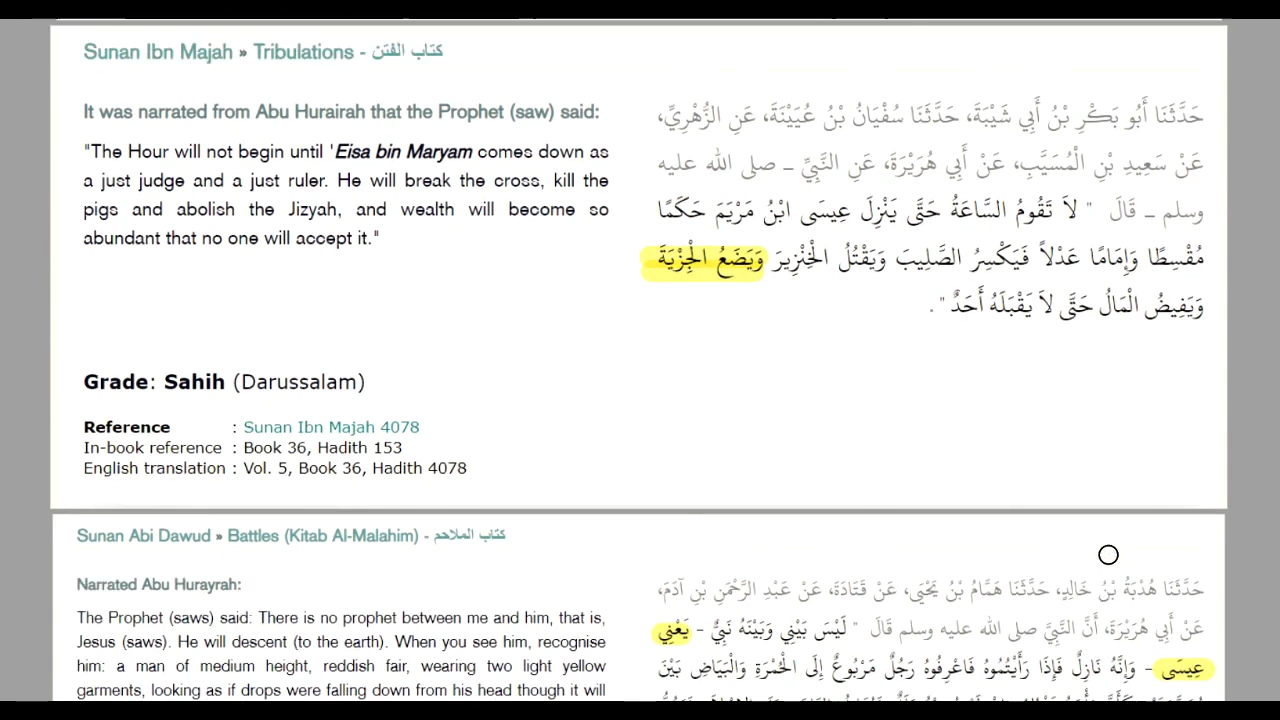 Sunan Ibn Majah » Tribulations - كتاب الفتن
It was narrated from Abu Hurairah that the Prophet (saw) said:
"The Hour will not begin until 'Eisa bin Maryam comes down as
a just judge and a just ruler. He will break the cross, kill the
pigs and abolish the Jizyah, and wealth will become so
abundant that no one will accept it."
حَدَّثَنَا أَبُو بَكْرِ بْنُ أَبِي شَيْبَةَ، حَدَّثَنَا سُفْيَانُ بْنُ عُيَيْنَةَ، عَنِ الزُّهْرِيِّ،
عَنْ سَعِيدِ بْنِ الْمُسَيَّبِ، عَنْ أَبِي هُرَيْرَةَ، عَنِ النَّبِيِّ ـ صلى الله عليه
وسلم ـ قَالَ ‏"‏ لاَ تَقُومُ السَّاعَةُ حَتَّى يَنْزِلَ عِيسَى ابْنُ مَرْيَمَ حَكَمًا
مُقْسِطًا وَإِمَامًا عَدْلاً فَيَكْسِرُ الصَّلِيبَ وَيَقْتُلُ الْخِنْزِيرَ وَيَضَعُ الْجِزْيَةَ
وَيَفِيضُ الْمَالُ حَتَّى لاَ يَقْبَلَهُ أَحَدٌ ‏"‏ ‏.‏
Grade: Sahih (Darussalam)
Reference : Sunan Ibn Majah 4078
In-book reference : Book 36, Hadith 153
English translation : Vol. 5, Book 36, Hadith 4078
Sunan Abi Dawud » Battles (Kitab Al-Malahim) - كتاب الملاحم
Narrated Abu Hurayrah:
The Prophet (saws) said: There is no prophet between me and him, that is,
Jesus (saws). He will descent (to the earth). When you see him, recognise
him: a man of medium height, reddish fair, wearing two light yellow
garments, looking as if drops were falling down from his head though it will
حَدَّثَنَا هُدْبَةُ بْنُ خَالِدٍ، حَدَّثَنَا هَمَّامُ بْنُ يَحْيَى، عَنْ قَتَادَةَ، عَنْ عَبْدِ الرَّحْمَنِ بْنِ آدَمَ،
عَنْ أَبِي هُرَيْرَةَ، أَنَّ النَّبِيَّ صلى الله عليه وسلم قَالَ ‏"‏ لَيْسَ بَيْنِي وَبَيْنَهُ نَبِيٌّ - يَعْنِي
عِيسَى - وَإِنَّهُ نَازِلٌ فَإِذَا رَأَيْتُمُوهُ فَاعْرِفُوهُ رَجُلٌ مَرْبُوعٌ إِلَى الْحُمْرَةِ وَالْبَيَاضِ بَيْنَ